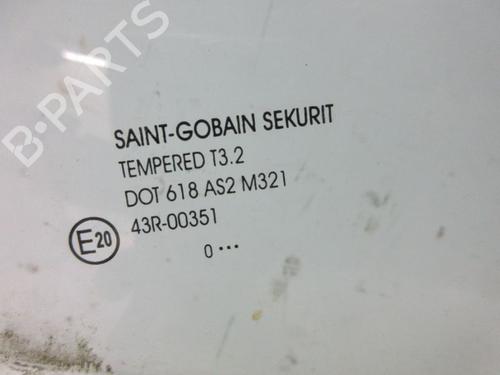 B-PARTS
SAINT-GOBAIN SEKURIT
TEMPERED T3.2
DOT 618 AS2 M321
43R-00351
E20
0 •••